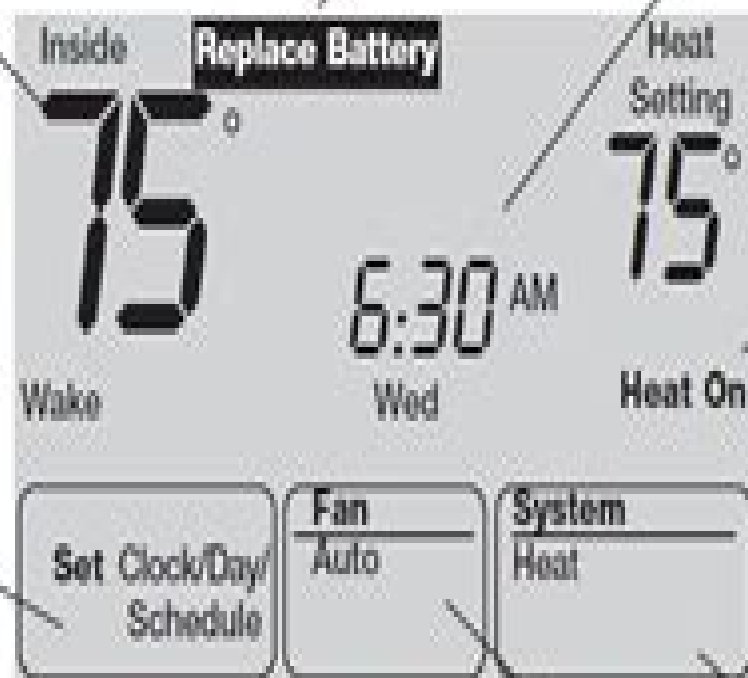 Inside
Replace Battery
Heat
Setting
75°
75°
6:30 AM
Wake
Wed
Heat On
Set Clock/Day/
Schedule
Fan
Auto
System
Heat